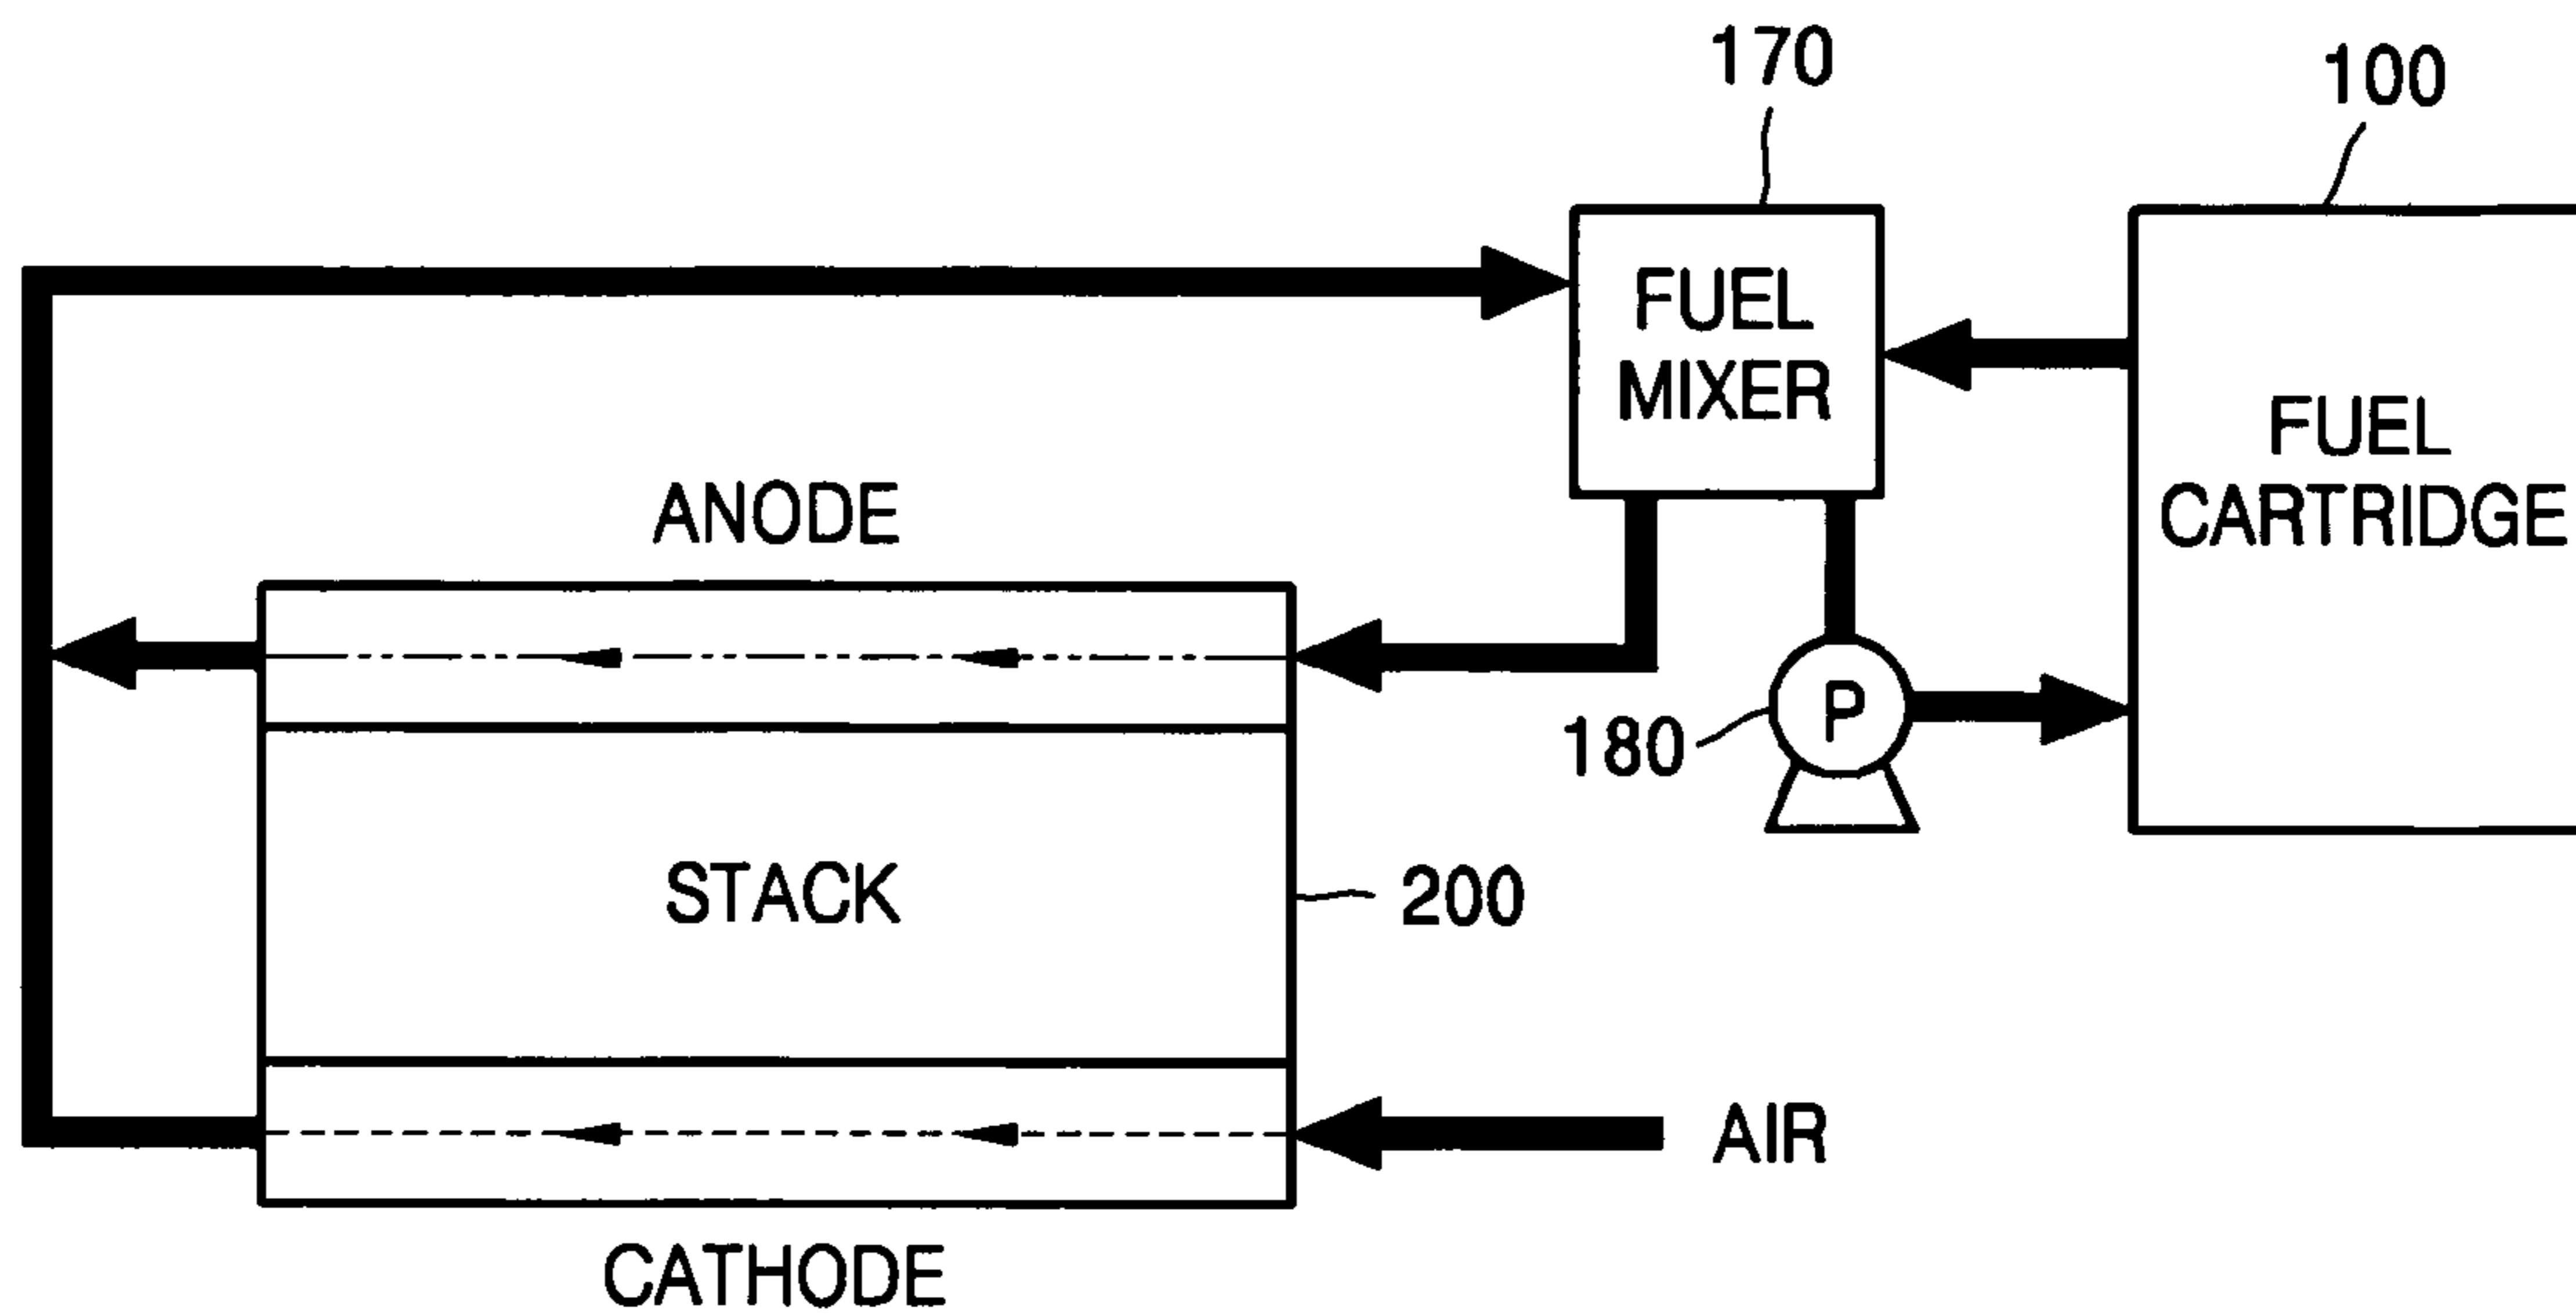 170
100
FUEL
MIXER
FUEL
CARTRIDGE
ANODE
P
180
STACK
200
AIR
CATHODE